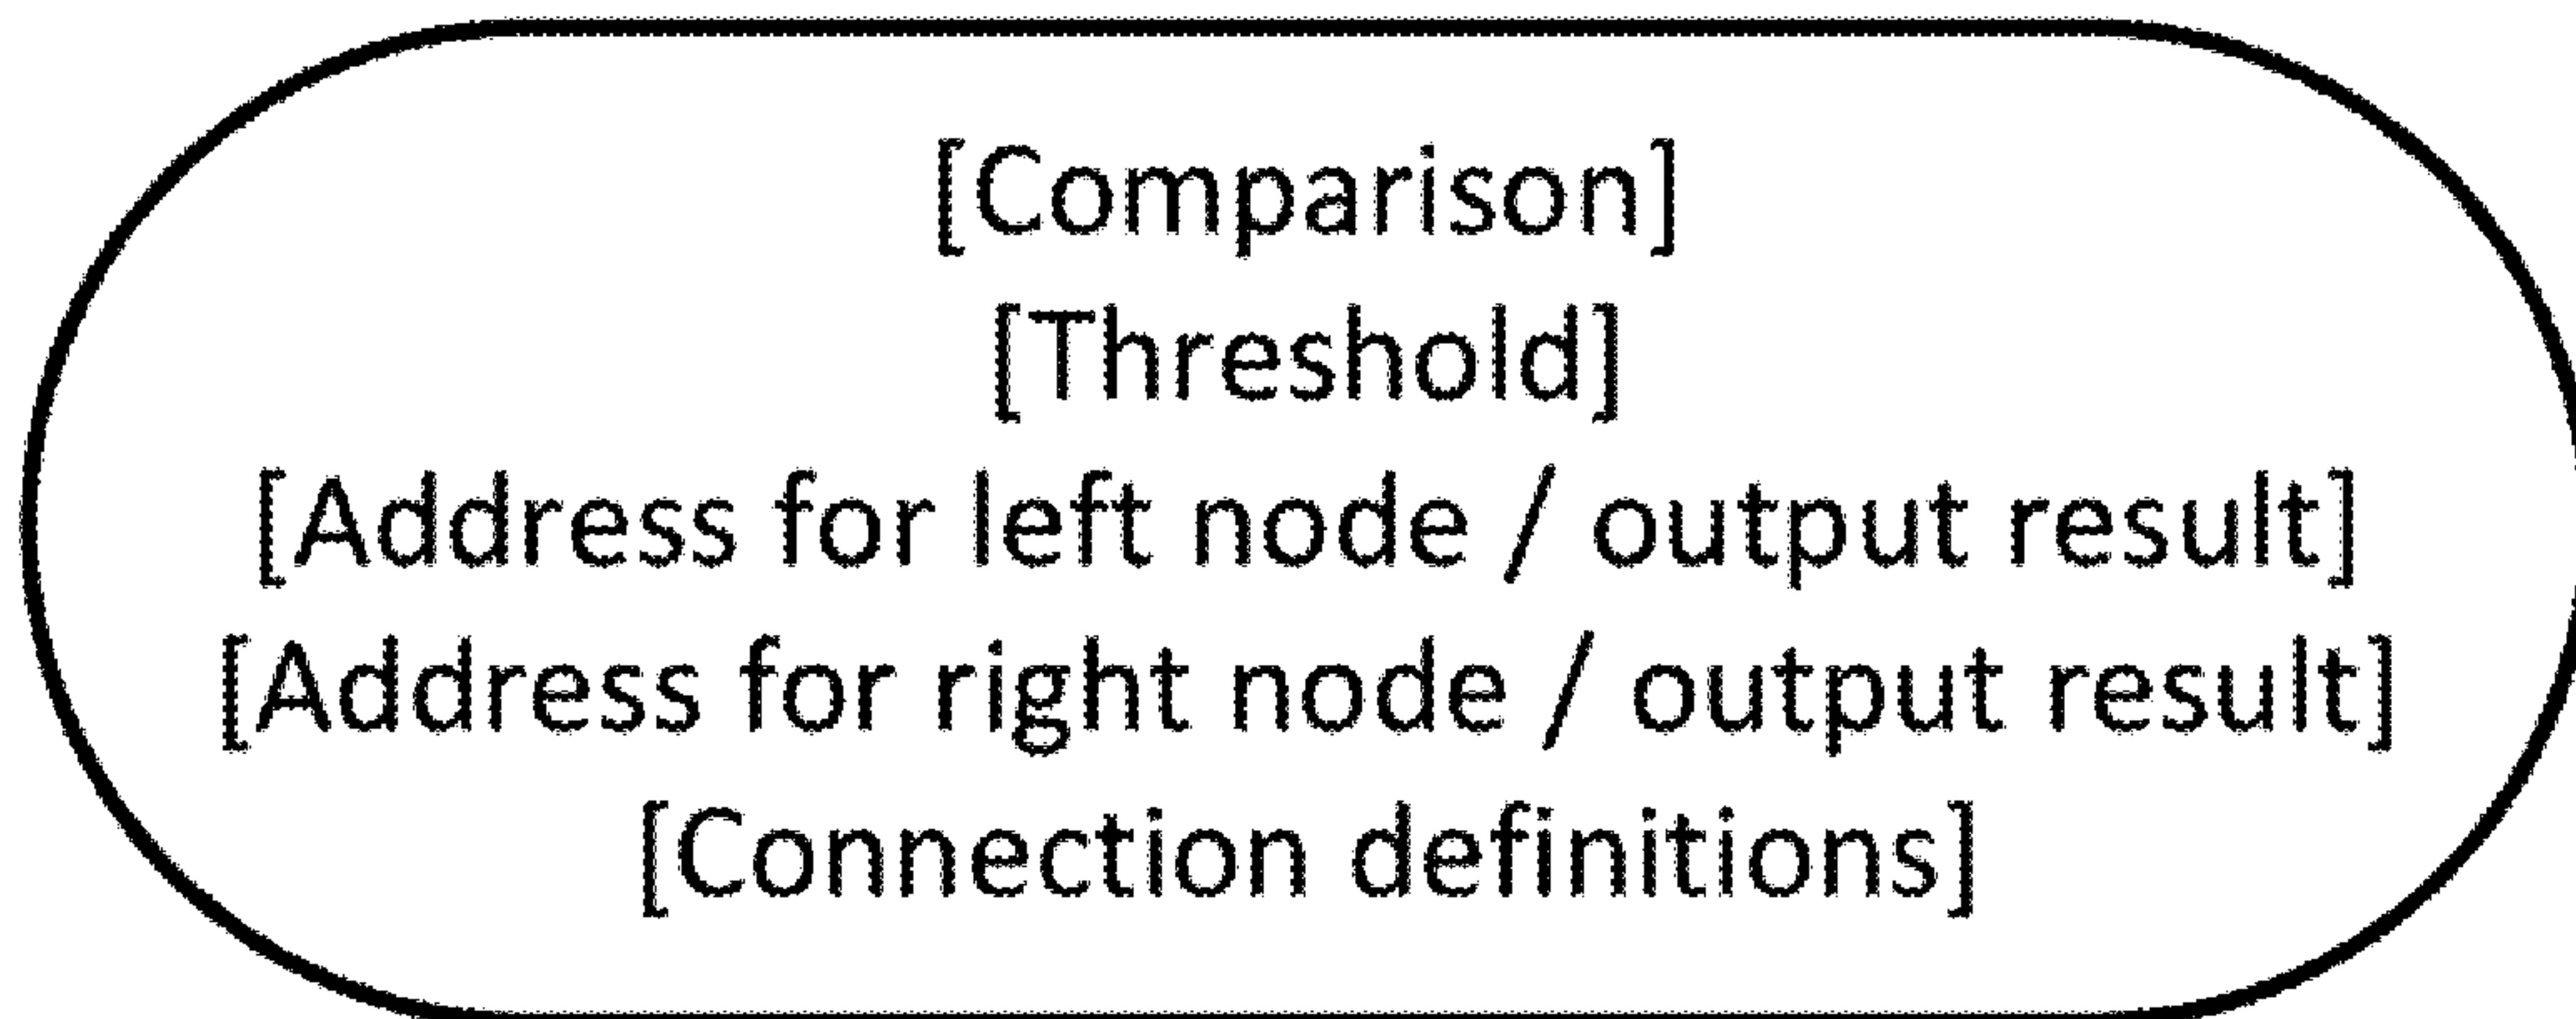 [Comparison]
[Threshold]
[Address for left node / output result]
[Address for right node / output result]
[Connection definitions]